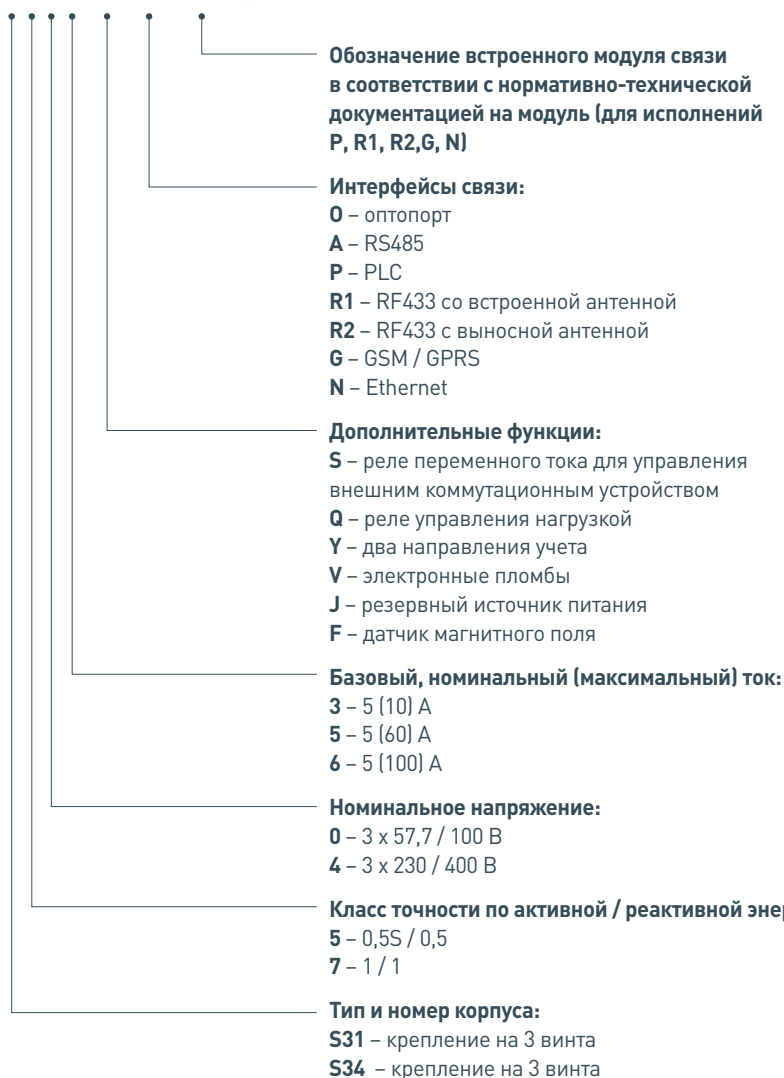 Обозначение встроенного модуля связи
в соответствии с нормативно-технической
документацией на модуль (для исполнений
P, R1, R2,G, N)
Интерфейсы связи:
O – оптопорт
A – RS485
P – PLC
R1 – RF433 со встроенной антенной
R2 – RF433 с выносной антенной
G – GSM / GPRS
N – Ethernet
Дополнительные функции:
S – реле переменного тока для управления
внешним коммутационным устройством
Q – реле управления нагрузкой
Y – два направления учета
V – электронные пломбы
J – резервный источник питания
F – датчик магнитного поля
Базовый, номинальный (максимальный) ток:
3 – 5 (10) А
5 – 5 (60) А
6 – 5 (100) А
Номинальное напряжение:
0 – 3 x 57,7 / 100 В
4 – 3 x 230 / 400 В
Класс точности по активной / реактивной
5 – 0,5S / 0,5
7 – 1 / 1
Тип и номер корпуса:
S31 – крепление на 3 винта
S34 – крепление на 3 винта